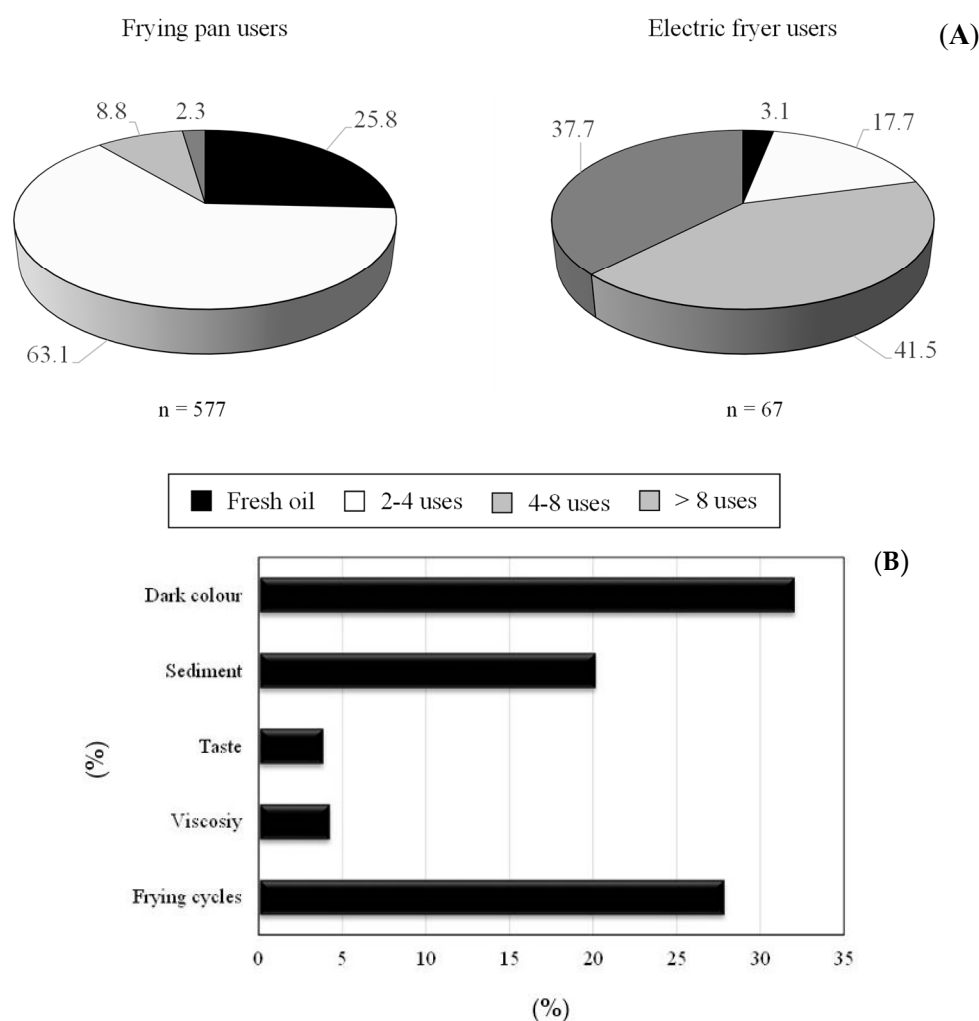 Frying pan users
Electric fryer users
(A)
8.8
2.3
25.8
63.1
37.7
3.1
17.7
41.5
n = 577
n = 67
Fresh oil 2-4 uses 4-8 uses > 8 uses
(B)
Dark colour
Sediment
Taste
Viscosiy
Frying cycles
(%)
0 5 10 15 20 25 30 35
(%)